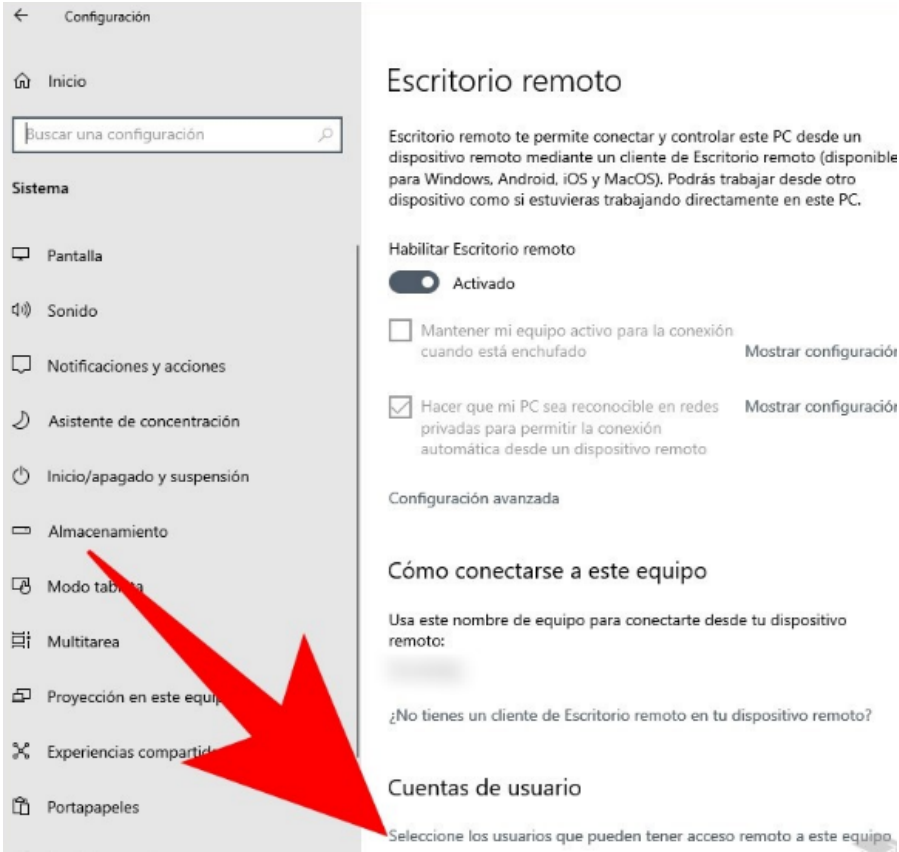 Configuración
Inicio
Buscar una configuración
Sistema
Pantalla
Sonido
Notificaciones y acciones
Asistente de concentración
Inicio/apagado y suspensión
Almacenamiento
Modo
Multitarea
Proyección en este
Experiencias
Portapapeles
Escritorio remoto
Escritorio remoto te permite conectar y controlar este PC desde un
dispositivo remoto mediante un cliente de Escritorio remoto (disponible
para Windows, Android, iOS y MacOS). Podrás trabajar desde otro
dispositivo como si estuvieras trabajando directamente en este PC.
Habilitar Escritorio remoto
Activado
Mantener mi equipo activo para la conexión
cuando está enchufado
Mostrar configuración
Hacer que mi PC sea reconocible en redes
privadas para permitir la conexión
automática desde un dispositivo remoto
Mostrar configuración
Configuración avanzada
Cómo conectarse a este equipo
Usa este nombre de equipo para conectarte desde tu dispositivo
remoto:
¿No tienes un cliente de Escritorio remoto en tu dispositivo remoto?
Cuentas de usuario
Seleccione los usuarios que pueden tener acceso remoto a este equipo